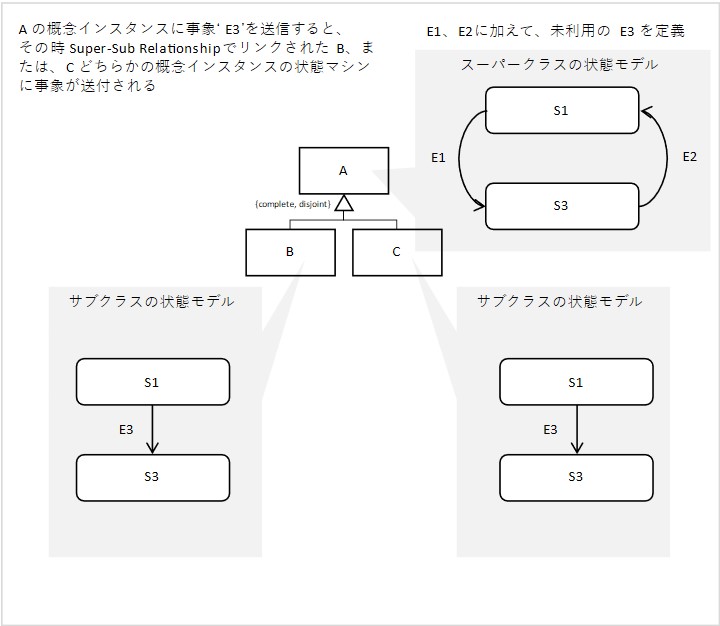 A の概念インスタンスに事象‘ E3’を送信すると、
その時 Super-Sub Relationshipでリンクされた B、ま
たは、C どちらかの概念インスタンスの状態マシン
に事象が送付される
E1、E2に加えて、未利用の E3 を定義
スーパークラスの状態モデル
S1
E1
E2
S3
A
{complete, disjoint}
B
C
サブクラスの状態モデル
S1
E3
S3
サブクラスの状態モデル
S1
E3
S3